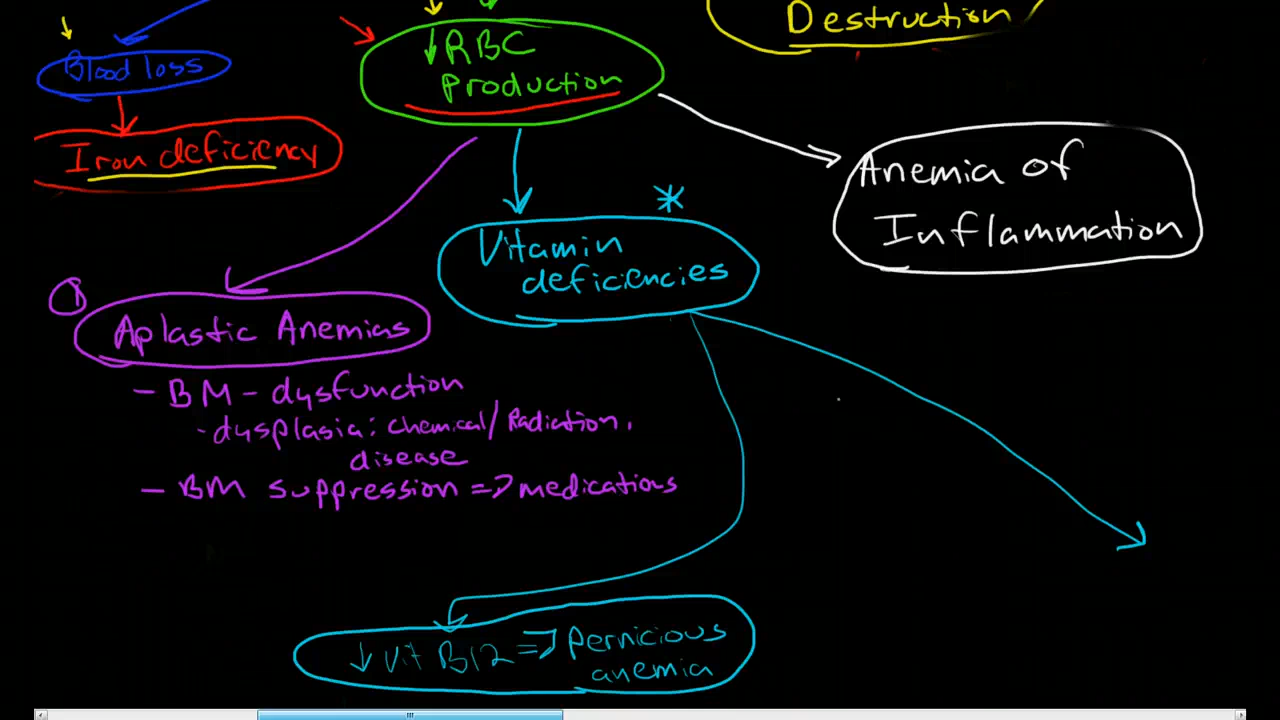 Destruction
↓RBC
production
Blood loss
Iron deficiency
Anemia of
Inflammation
*
Vitamin
deficiencies
①
Aplastic Anemias
- BM - dysfunction
- dysplasia: chemical/Radiation,
disease
- BM suppression => medications
↓ Vit B12 => pernicious
anemia